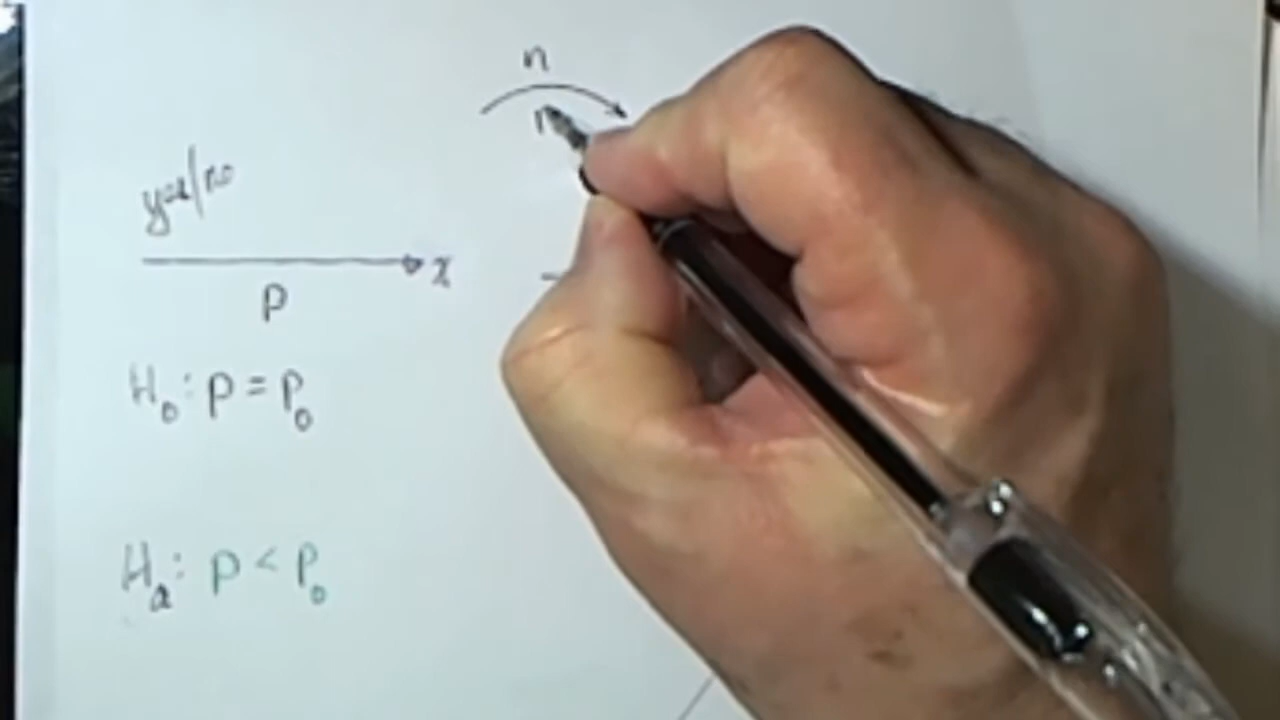 n
yes/no
x
p
H₀: p = p₀
Hₐ: p < p₀